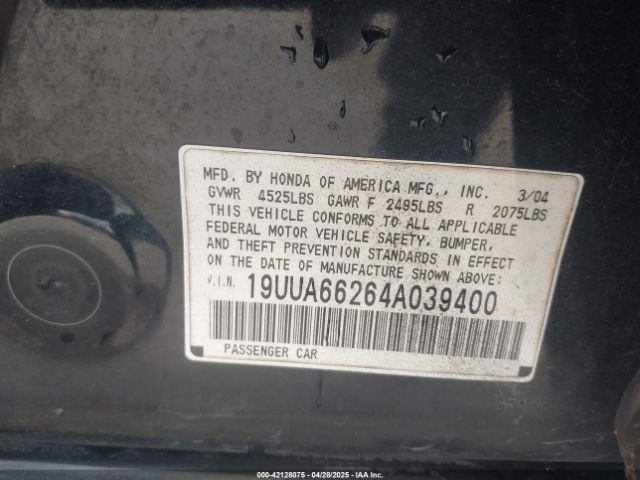 MFD. BY HONDA OF AMERICA MFG., INC. 3/04
GVWR 4525LBS GAWR F 2495LBS R 2075LBS
THIS VEHICLE CONFORMS TO ALL APPLICABLE
FEDERAL MOTOR VEHICLE SAFETY, BUMPER,
AND THEFT PREVENTION STANDARDS IN EFFECT
ON THE DATE OF MANUFACTURE SHOWN ABOVE:
V.I.N. 19UUA66264A039400
PASSENGER CAR
000-42128075 | 04/28/2025 - IAA Inc.